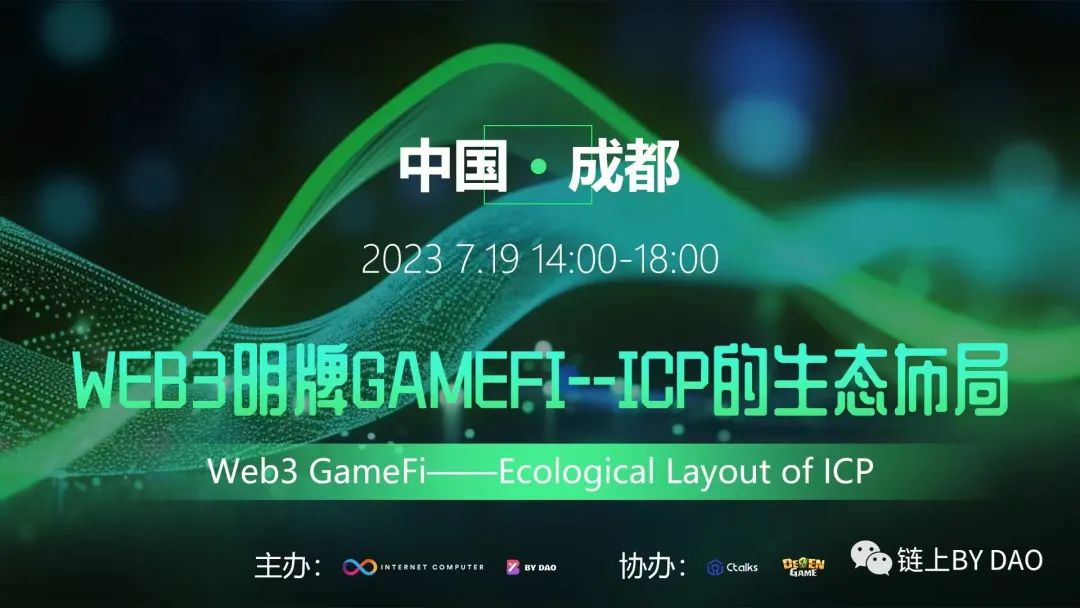 中国·成都
2023 7.19 14:00-18:00
WEB3明牌GAMEFI--ICP的生态布局
Web3 GameFi——Ecological Layout of ICP
主办： INTERNET COMPUTER BY DAO 协办： Ctalks DEGEN GAME 链上BY DAO